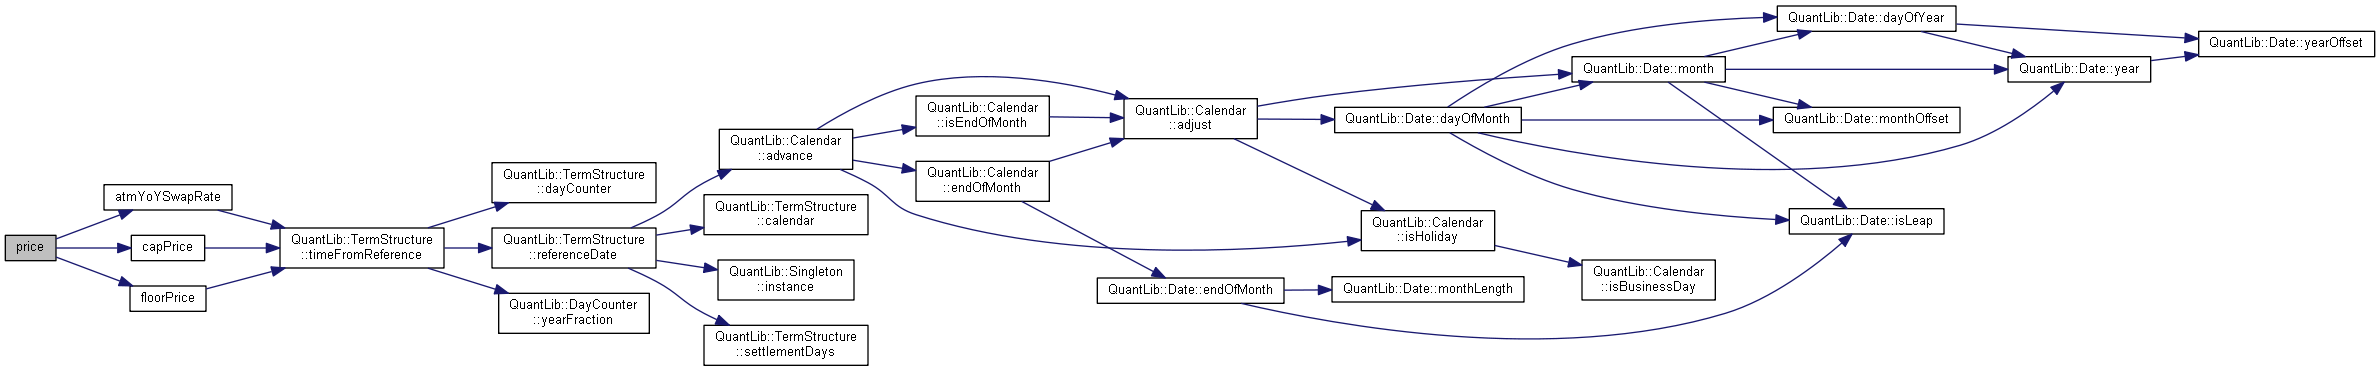 price
atmYoYSwapRate
capPrice
floorPrice
QuantLib::TermStructure
::timeFromReference
QuantLib::TermStructure
::dayCounter
QuantLib::TermStructure
::referenceDate
QuantLib::DayCounter
::yearFraction
QuantLib::Calendar
::advance
QuantLib::TermStructure
::calendar
QuantLib::Singleton
::instance
QuantLib::TermStructure
::settlementDays
QuantLib::Calendar
::isEndOfMonth
QuantLib::Calendar
::endOfMonth
QuantLib::Calendar
::adjust
QuantLib::Date::endOfMonth
QuantLib::Date::dayOfMonth
QuantLib::Calendar
::isHoliday
QuantLib::Date::monthLength
QuantLib::Date::month
QuantLib::Calendar
::isBusinessDay
QuantLib::Date::dayOfYear
QuantLib::Date::monthOffset
QuantLib::Date::isLeap
QuantLib::Date::year
QuantLib::Date::yearOffset